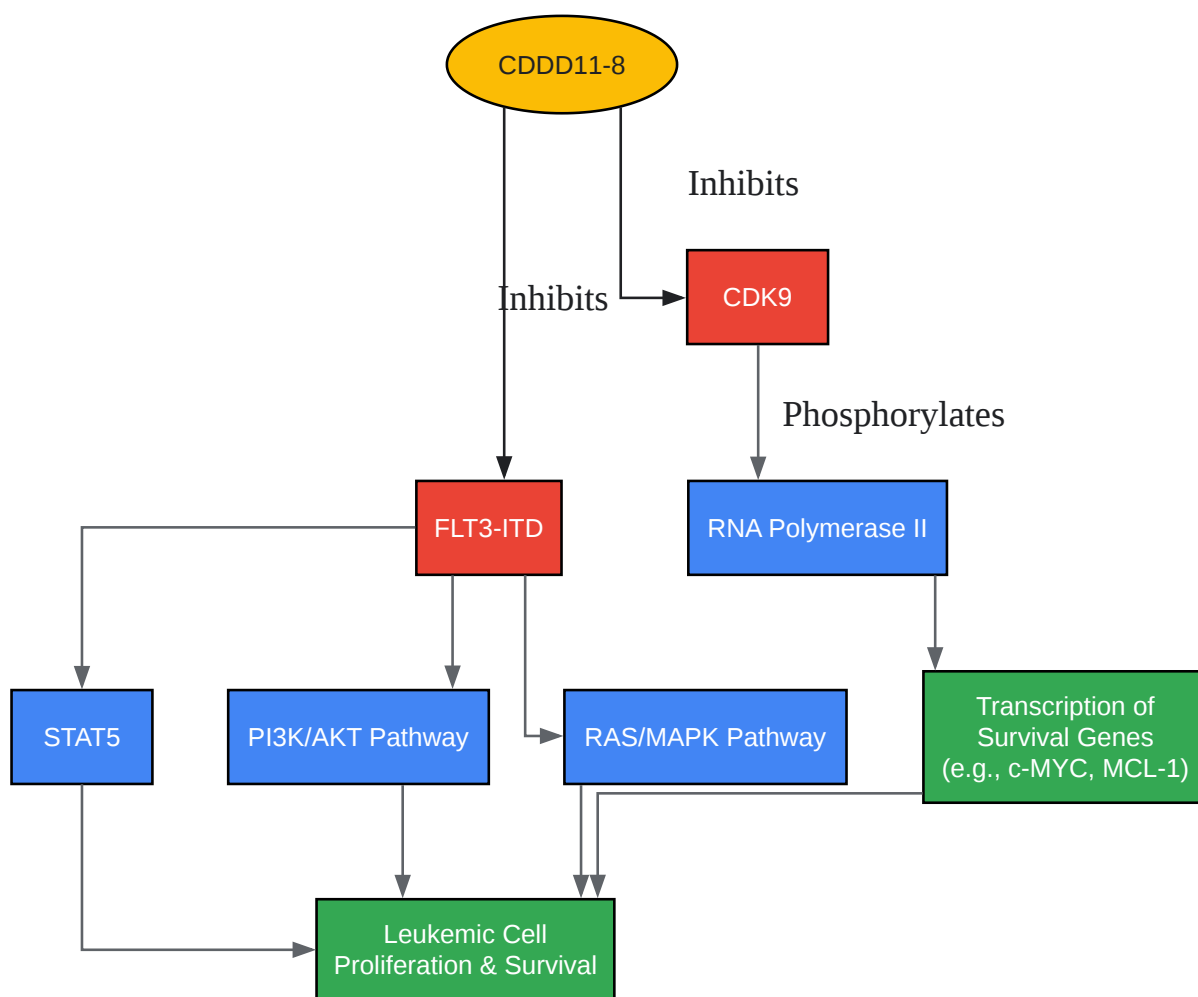 CDDD11-8
Inhibits
CDK9
Inhibits
Phosphorylates
FLT3-ITD
RNA Polymerase II
STAT5
PI3K/AKT Pathway
RAS/MAPK Pathway
Transcription of
Survival Genes
(e.g., c-MYC, MCL-1)
Leukemic Cell
Proliferation & Survival